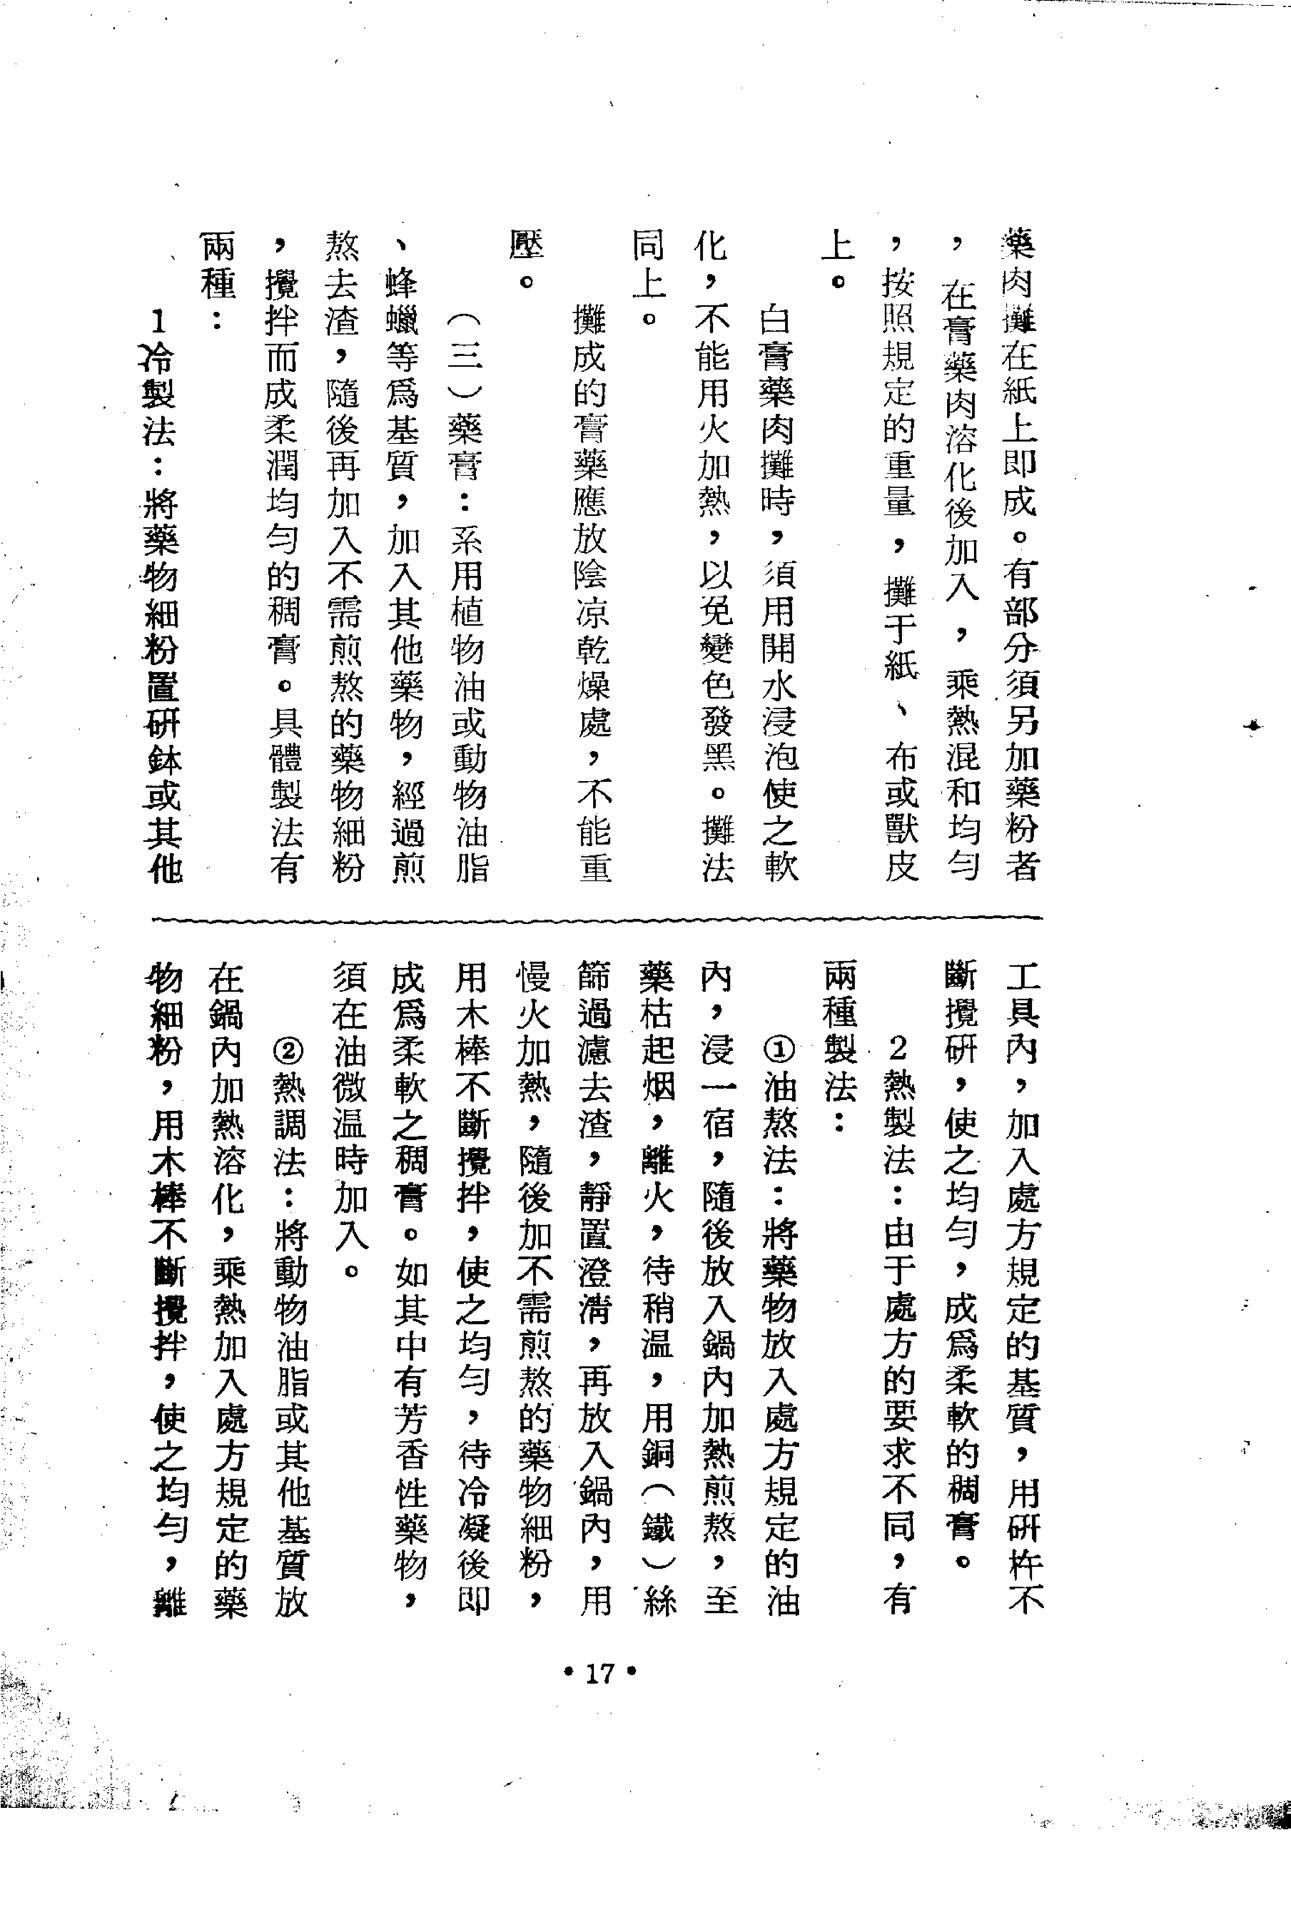 藥肉攤在紙上即成。有部分須另加藥粉者
，在膏藥肉溶化後加入，乘熱混和均勻
，按照規定的重量，攤于紙、布或獸皮
上。
白膏藥肉攤時，須用開水浸泡使之軟
化，不能用火加熱，以免變色發黑。攤法
同上。
攤成的膏藥應放陰凉乾燥處，不能重
壓。
（三）藥膏：系用植物油或動物油脂
、蜂蠟等爲基質，加入其他藥物，經過煎
熬去渣，隨後再加入不需煎熬的藥物細粉
，攪拌而成柔潤均勻的稠膏。具體製法有
兩種：
1冷製法：將藥物細粉置研鉢或其他
工具內，加入處方規定的基質，用研杵不
斷攪研，使之均勻，成爲柔軟的稠膏。
2熱製法：由于處方的要求不同，有
兩種製法：
①油熬法：將藥物放入處方規定的油
內，浸一宿，隨後放入鍋內加熱煎熬，至
藥枯起烟，離火，待稍溫，用銅（鐵）絲
篩過濾去渣，靜置澄淸，再放入鍋內，用
慢火加熱，隨後加不需煎熬的藥物細粉，
用木棒不斷攪拌，使之均勻，待冷凝後即
成爲柔軟之稠膏。如其中有芳香性藥物，
須在油微溫時加入。
②熱調法：將動物油脂或其他基質放
在鍋內加熱溶化，乘熱加入處方規定的藥
物細粉，用木棒不斷攪拌，使之均勻，離
•17•